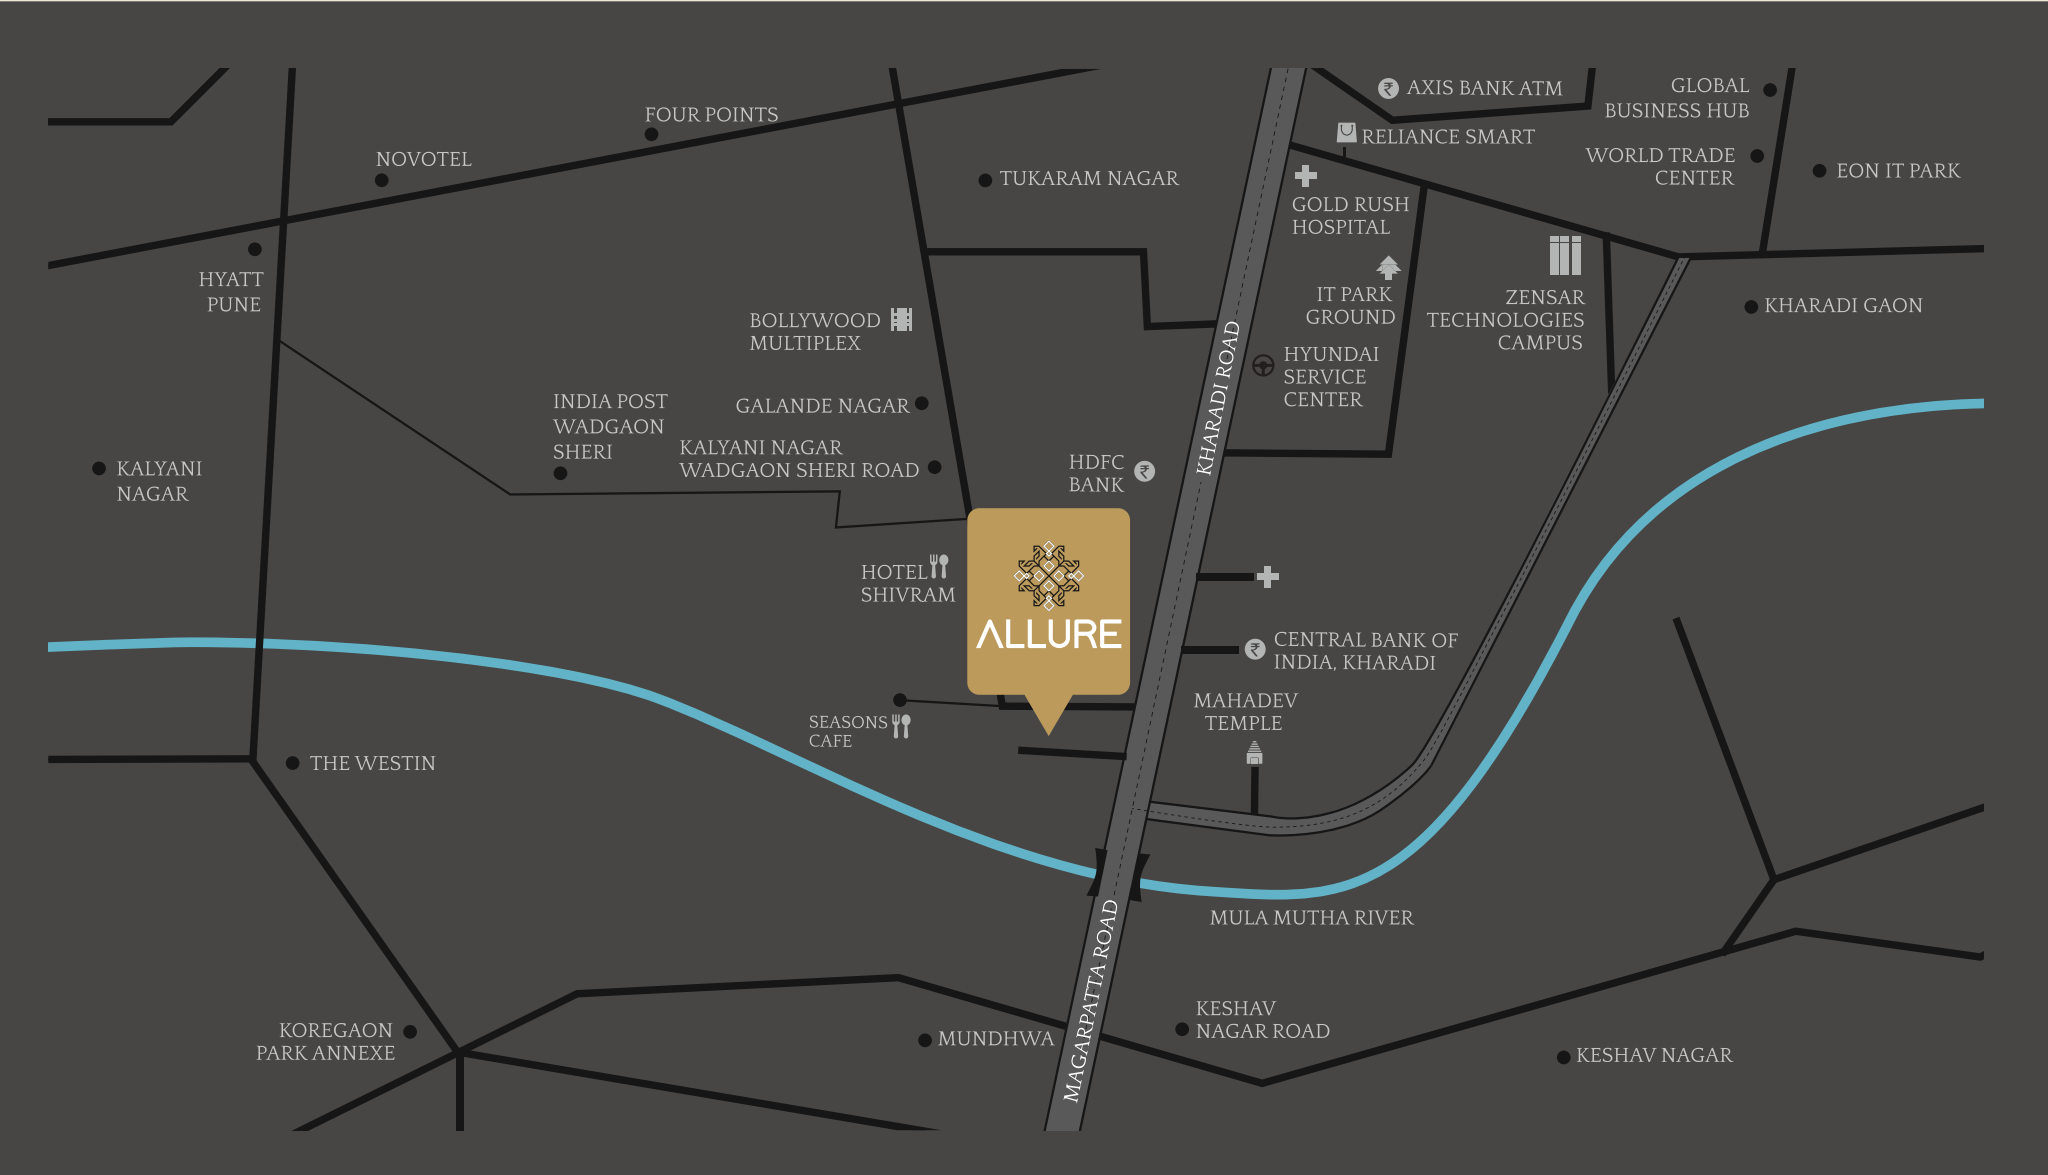 AXIS BANK ATM
GLOBAL
BUSINESS HUB
FOUR POINTS
RELIANCE SMART
NOVOTEL
WORLD TRADE
CENTER
EON IT PARK
TUKARAM NAGAR
GOLD RUSH
HOSPITAL
HYATT
PUNE
IT PARK
GROUND
ZENSAR
TECHNOLOGIES
CAMPUS
KHARADI GAON
BOLLYWOOD
MULTIPLEX
KHARADI ROAD
HYUNDAI
SERVICE
CENTER
INDIA POST
WADGAON
SHERI
GALANDE NAGAR
KALYANI NAGAR
WADGAON SHERI ROAD
KALYANI
NAGAR
HDFC
BANK
HOTEL
SHIVRAM
ALLURE
CENTRAL BANK OF
INDIA, KHARADI
MAHADEV
TEMPLE
SEASONS
CAFE
THE WESTIN
MULA MUTHA RIVER
MAGARPATTA ROAD
KOREGAON
PARK ANNEXE
MUNDHWA
KESHAV
NAGAR ROAD
KESHAV NAGAR